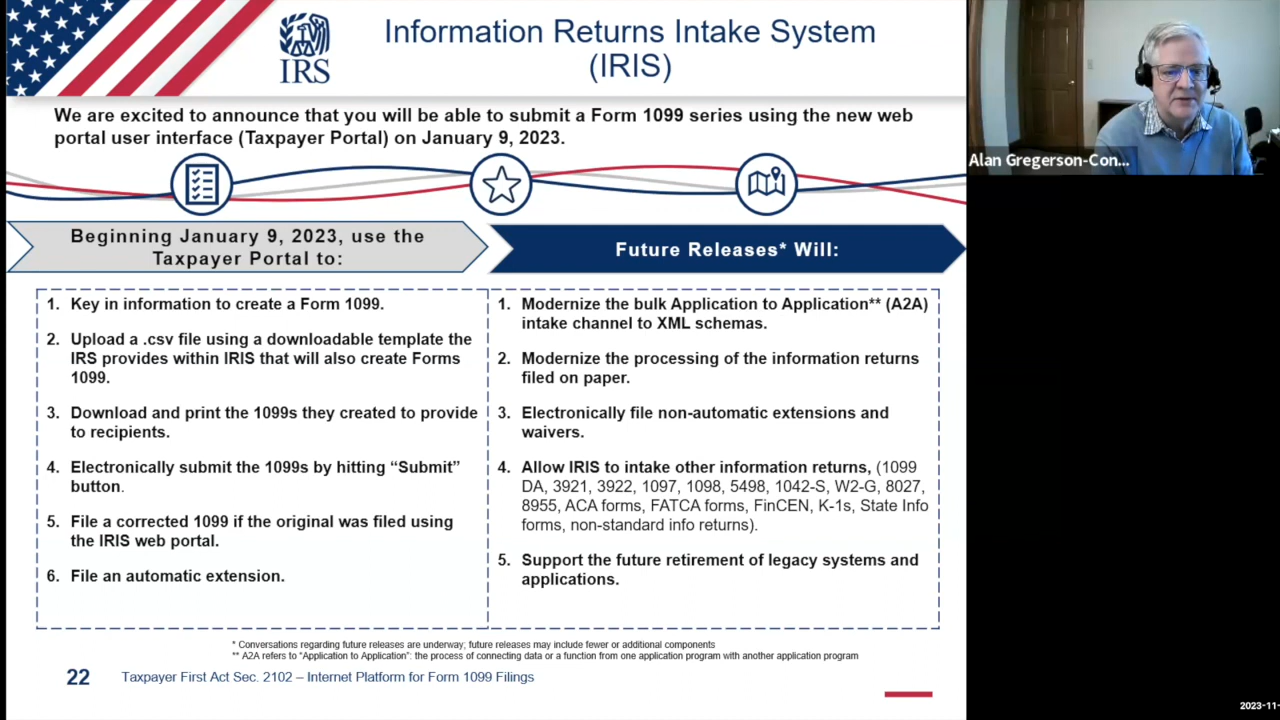 Information Returns Intake System
(IRIS)
IRS
We are excited to announce that you will be able to submit a Form 1099 series using the new web
portal user interface (Taxpayer Portal) on January 9, 2023.
Beginning January 9, 2023, use the
Taxpayer Portal to:
1. Key in information to create a Form 1099.
2. Upload a .csv file using a downloadable template the
IRS provides within IRIS that will also create Forms
1099.
3. Download and print the 1099s they created to provide
to recipients.
4. Electronically submit the 1099s by hitting “Submit”
button.
5. File a corrected 1099 if the original was filed using
the IRIS web portal.
6. File an automatic extension.
Future Releases* Will:
1. Modernize the bulk Application to Application** (A2A)
intake channel to XML schemas.
2. Modernize the processing of the information returns
filed on paper.
3. Electronically file non-automatic extensions and
waivers.
4. Allow IRIS to intake other information returns, (1099
DA, 3921, 3922, 1097, 1098, 5498, 1042-S, W2-G, 8027,
8955, ACA forms, FATCA forms, FinCEN, K-1s, State Info
forms, non-standard info returns).
5. Support the future retirement of legacy systems and
applications.
* Conversations regarding future releases are underway; future releases may include fewer or additional components
** A2A refers to “Application to Application”: the process of connecting data or a function from one application program with another application program
22
Taxpayer First Act Sec. 2102 – Internet Platform for Form 1099 Filings
Alan Gregerson-Con...
2023-11-